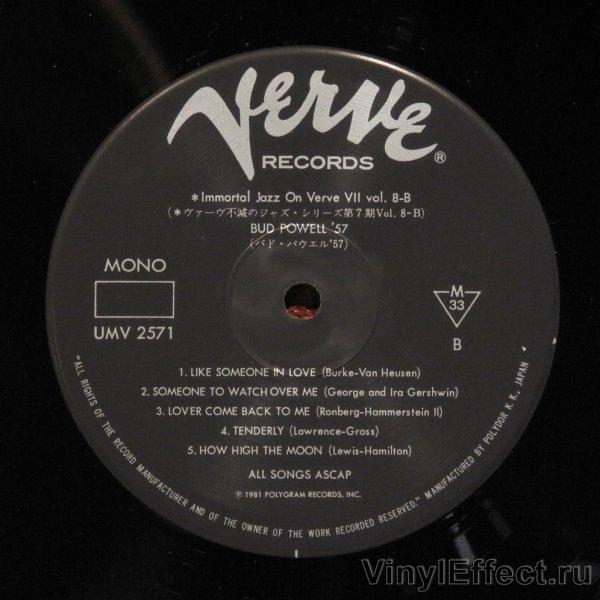 Verve
RECORDS ®
*Immortal Jazz On Verve VII vol. 8-B
(*ヴァーヴ不滅のジャズ・シリーズ第7期Vol. 8-B)
BUD POWELL '57
(バド・パウエル'57)
MONO
UMV 2571
M
33
B
1. LIKE SOMEONE IN LOVE (Burke-Van Heusen)
2. SOMEONE TO WATCH OVER ME (George and Ira Gershwin)
3. LOVER COME BACK TO ME (Ronberg-Hammerstein II)
4. TENDERLY (Lawrence-Gross)
5. HOW HIGH THE MOON (Lewis-Hamilton)
ALL SONGS ASCAP
℗ 1981 POLYGRAM RECORDS, INC.
"ALL RIGHTS OF THE RECORD MANUFACTURER AND OF THE OWNER OF THE WORK RECORDED RESERVED." MANUFACTURED BY POLYDOR K. K., JAPAN
VinylEffect.ru